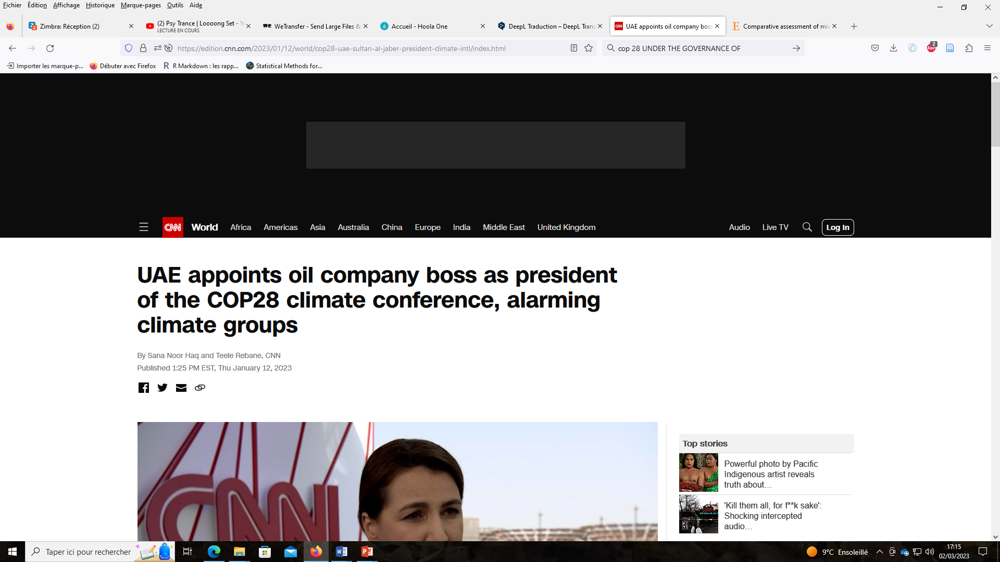 Fichier Édition Affichage Historique Marque-pages Outils Aide
Zimbra: Réception (2)
(2) Psy Trance | Loooong Set - Yo
LECTURE EN COURS
WeTransfer - Send Large Files &
Accueil - Hoola One
DeepL Traduction – DeepL Trans
UAE appoints oil company boss
Comparative assessment of mic
https://edition.cnn.com/2023/01/12/world/cop28-uae-sultan-al-jaber-president-climate-intl/index.html
cop 28 UNDER THE GOVERNANCE OF
ABP
2
Importer les marque-p...
Débuter avec Firefox
R Markdown : les rapp...
Statistical Methods for...
CNN World Africa Americas Asia Australia China Europe India Middle East United Kingdom
Audio Live TV Log In
UAE appoints oil company boss as president
of the COP28 climate conference, alarming
climate groups
By Sana Noor Haq and Teele Rebane, CNN
Published 1:25 PM EST, Thu January 12, 2023
CNN
Top stories
Powerful photo by Pacific
Indigenous artist reveals
truth about…
'Kill them all, for f**k sake':
Shocking intercepted
audio…
Taper ici pour rechercher
9°C Ensoleillé
17:15
02/03/2023